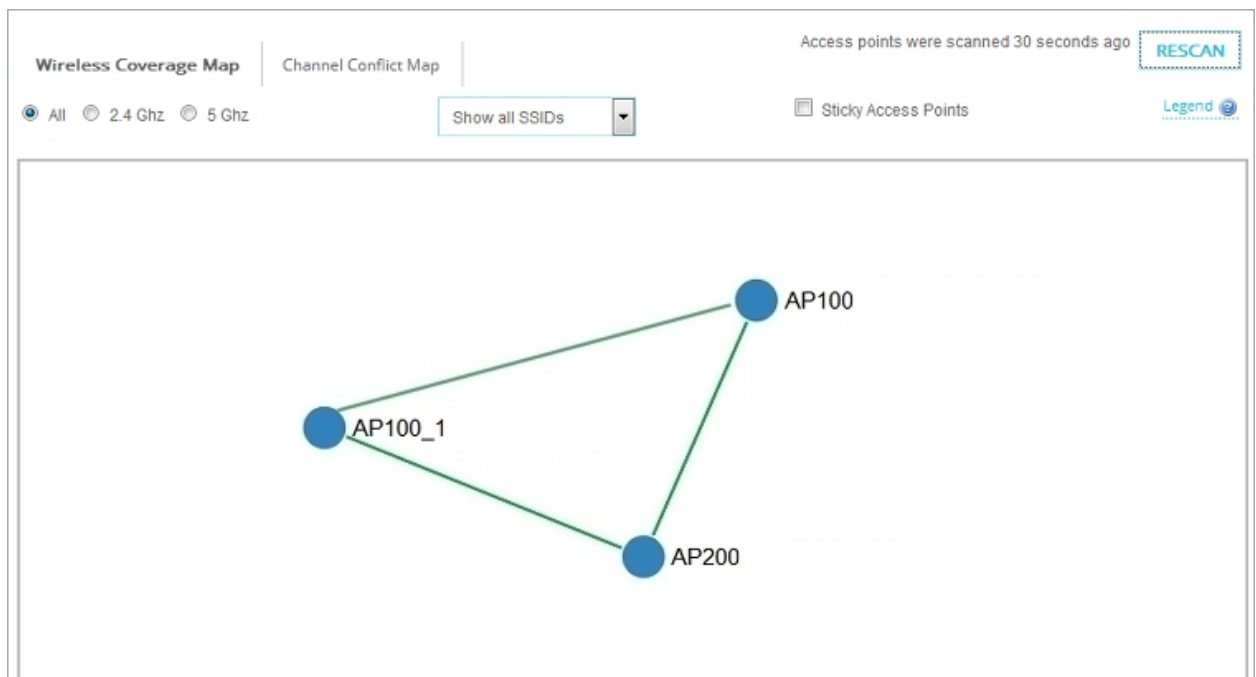 Access points were scanned 30 seconds ago RESCAN
Wireless Coverage Map Channel Conflict Map
All 2.4 Ghz 5 Ghz Show all SSIDs Sticky Access Points Legend
AP100
AP100_1
AP200